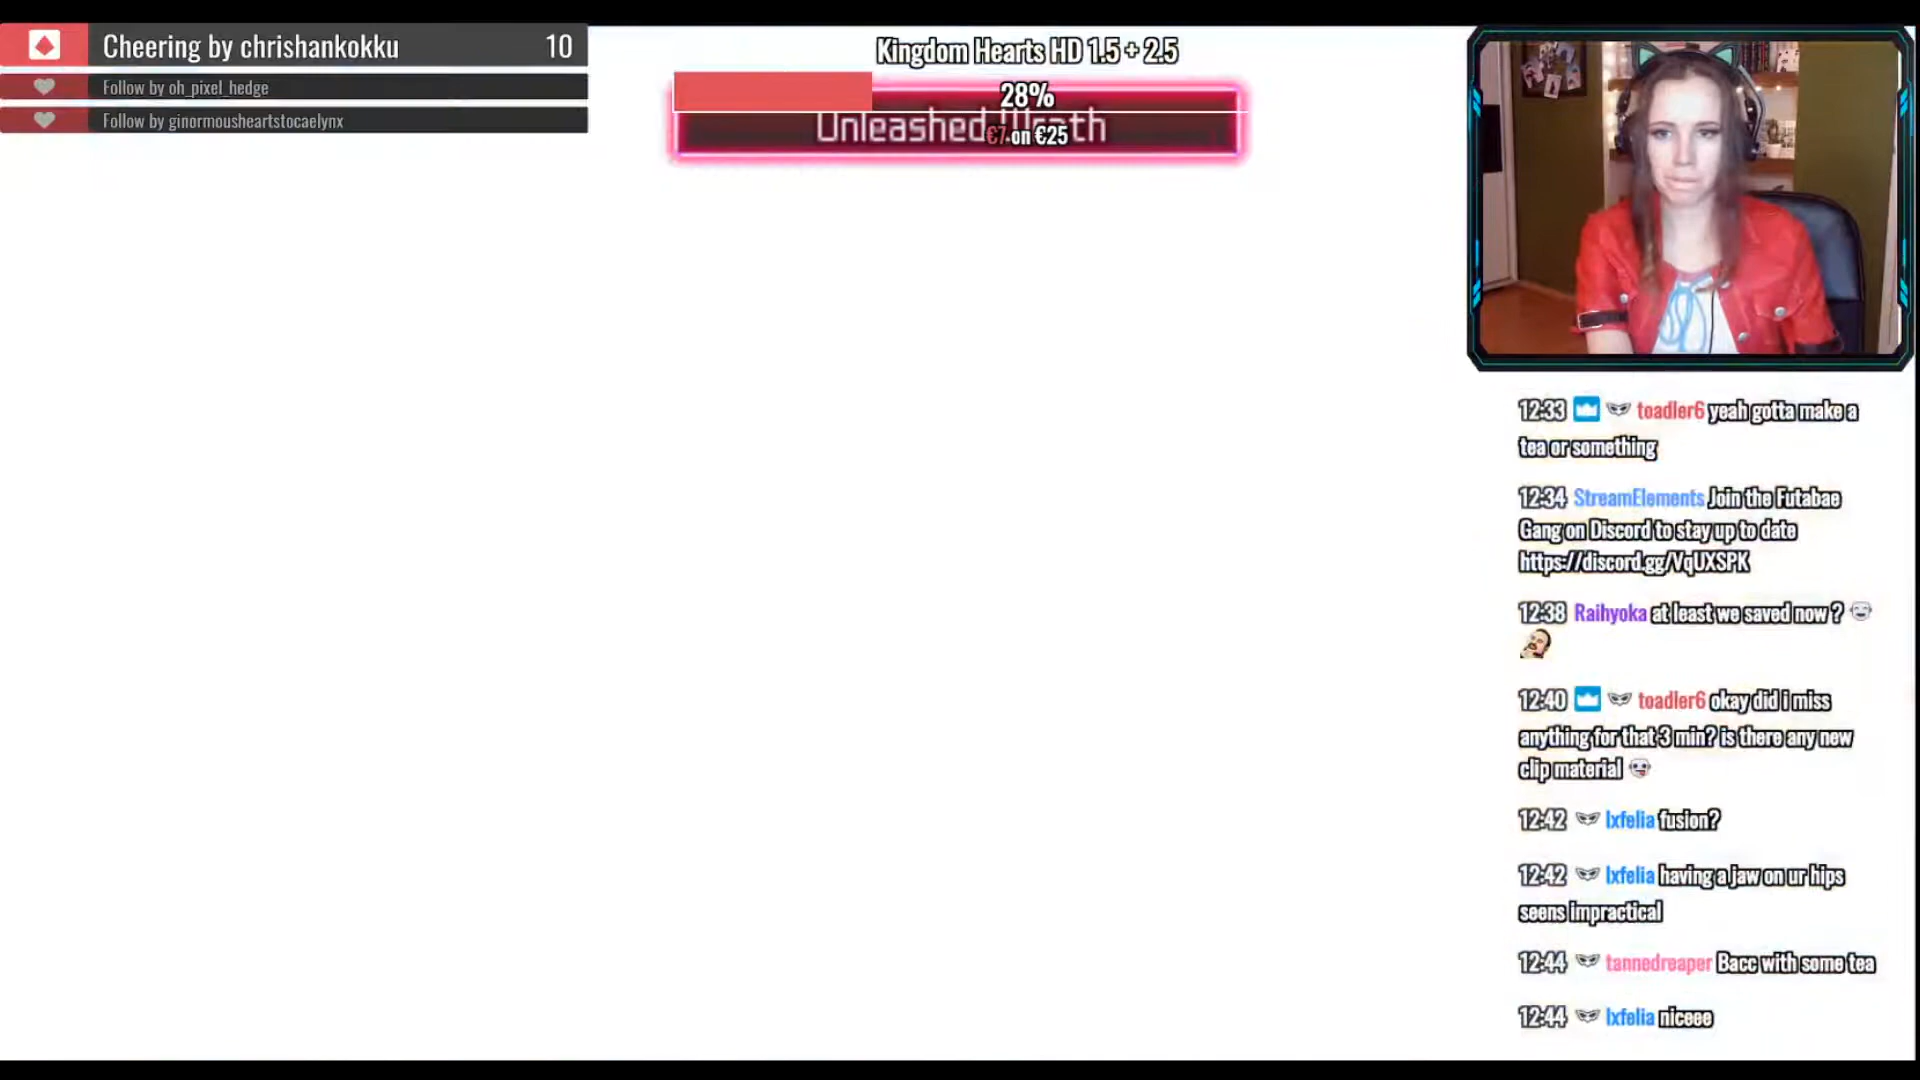 Cheering by chrishankokku 10
Follow by oh_pixel_hedge
Follow by ginormousheartstocaelynx
Kingdom Hearts HD 1.5 + 2.5
28%
Unleashed Wrath
€7 on €25
12:33 toadler6 yeah gotta make a
tea or something
12:34 StreamElements Join the Futabae
Gang on Discord to stay up to date
https://discord.gg/VqUXSPK
12:38 Raihyoka at least we saved now ?
12:40 toadler6 okay did i miss
anything for that 3 min? is there any new
clip material
12:42 lxfelia fusion?
12:42 lxfelia having a jaw on ur hips
seens impractical
12:44 tannedreaper Bacc with some tea
12:44 lxfelia niceee